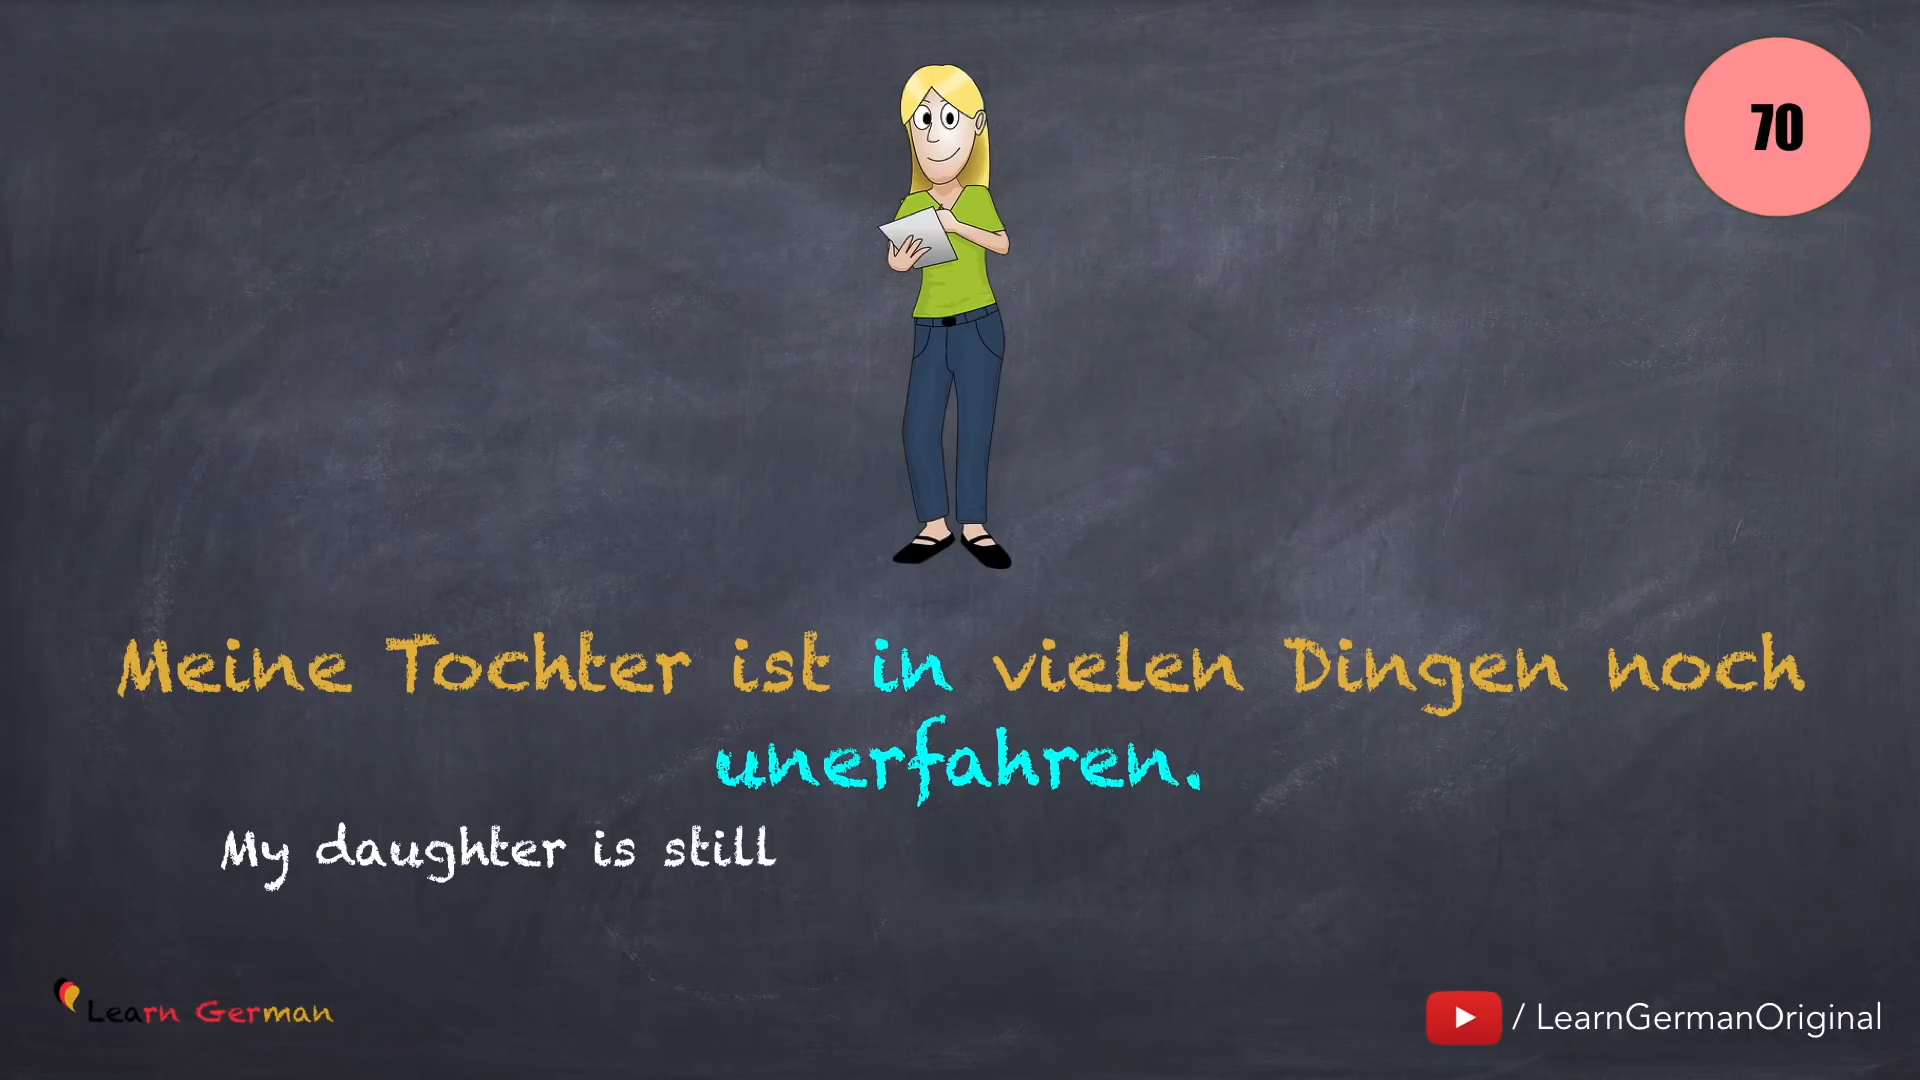 70
Meine Tochter ist in vielen Dingen noch
unerfahren.
My daughter is still
Learn German
/ LearnGermanOriginal